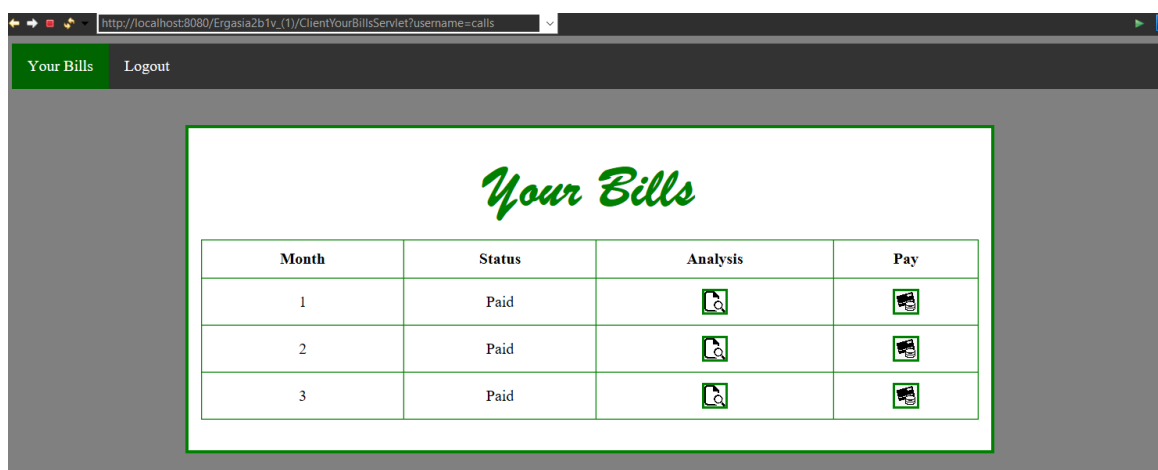 http://localhost:8080/Ergasia2b1v_(1)/ClientYourBillsServlet?username=calls
Your Bills Logout
Your Bills
Month Status Analysis Pay
1 Paid
2 Paid
3 Paid